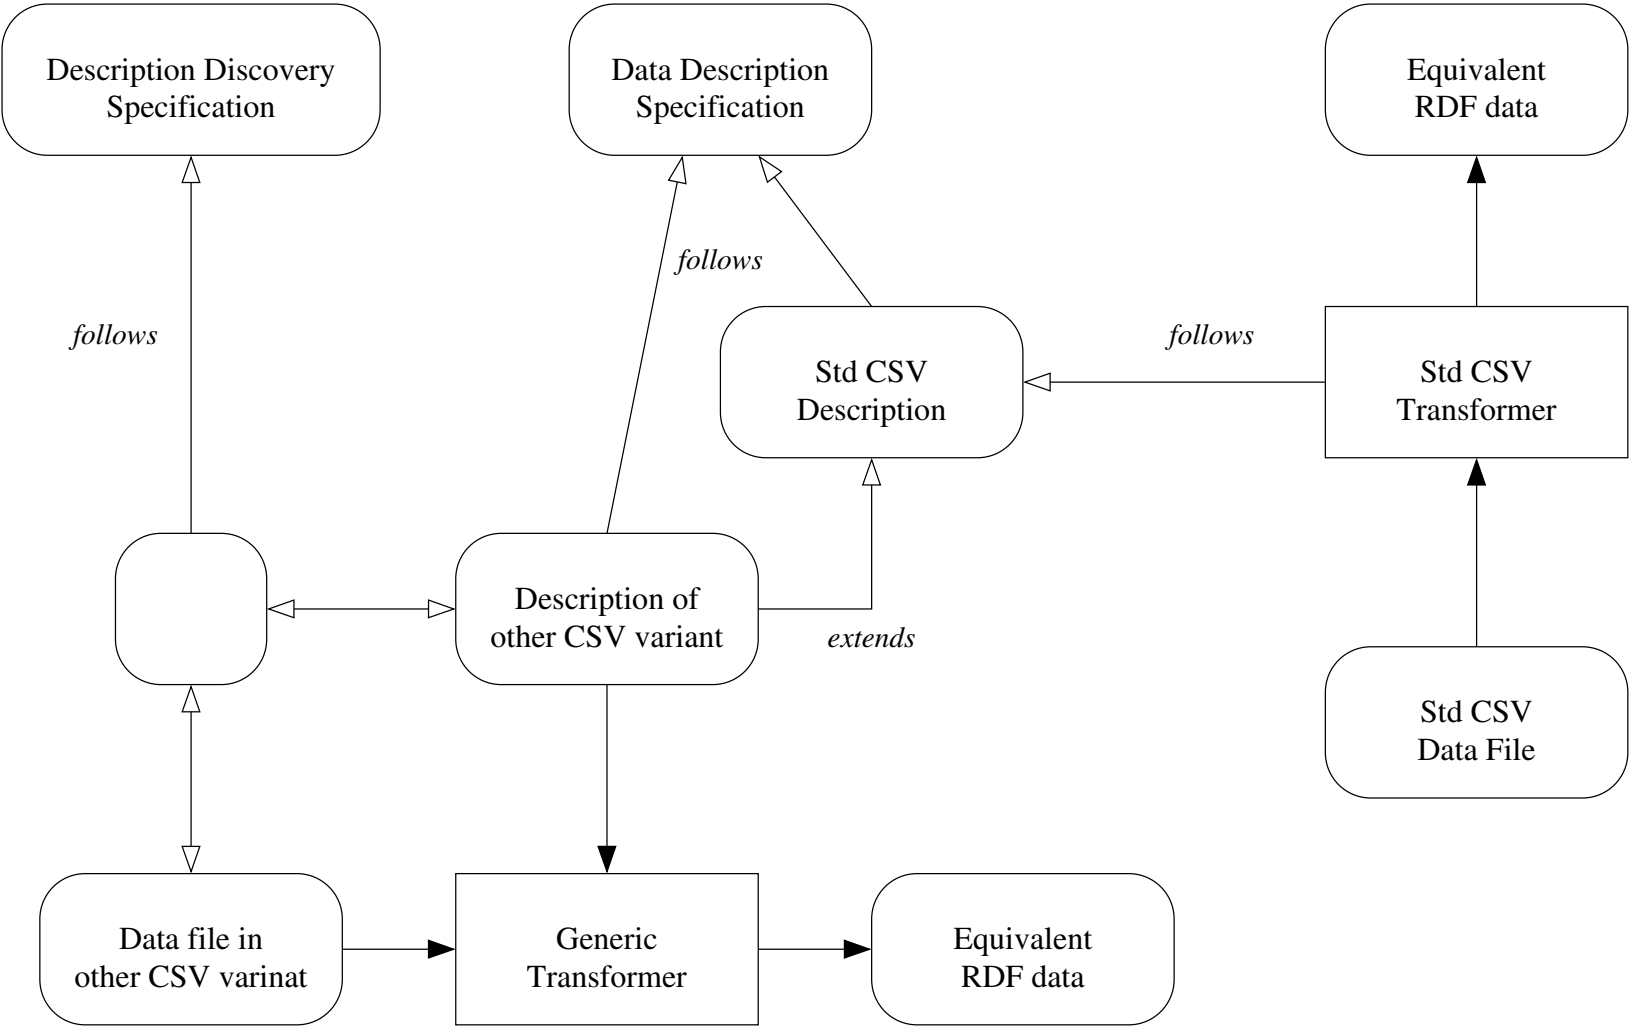 Description Discovery
Specification
Data Description
Specification
Equivalent
RDF data
follows
follows
follows
Std CSV
Description
Std CSV
Transformer
Description of
other CSV variant
extends
Std CSV
Data File
Data file in
other CSV varinat
Generic
Transformer
Equivalent
RDF data